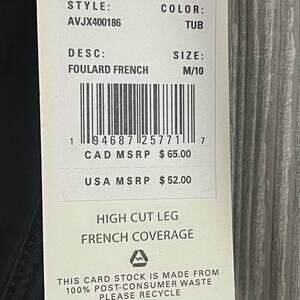 STYLE: COLOR:
AVJX400186 TUB
DESC: SIZE:
FOULARD FRENCH M/10
1 94687 25771 7
CAD MSRP $65.00
USA MSRP $52.00
HIGH CUT LEG
FRENCH COVERAGE
THIS CARD STOCK IS MADE FROM
100% POST-CONSUMER WASTE
PLEASE RECYCLE